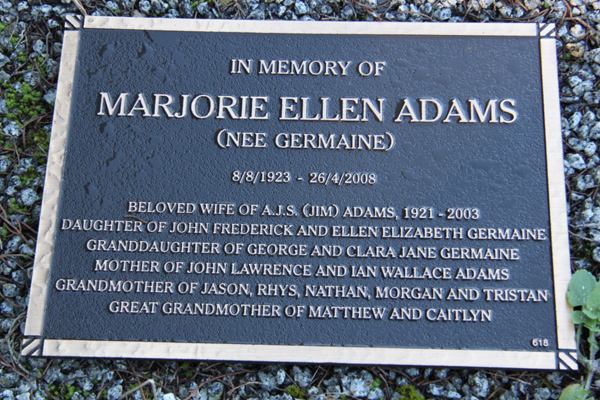 IN MEMORY OF
MARJORIE ELLEN ADAMS
(NEE GERMAINE)
8/8/1923 - 26/4/2008
BELOVED WIFE OF A.J.S. (JIM) ADAMS, 1921 - 2003
DAUGHTER OF JOHN FREDERICK AND ELLEN ELIZABETH GERMAINE
GRANDDAUGHTER OF GEORGE AND CLARA JANE GERMAINE
MOTHER OF JOHN LAWRENCE AND IAN WALLACE ADAMS
GRANDMOTHER OF JASON, RHYS, NATHAN, MORGAN AND TRISTAN
GREAT GRANDMOTHER OF MATTHEW AND CAITLYN
618